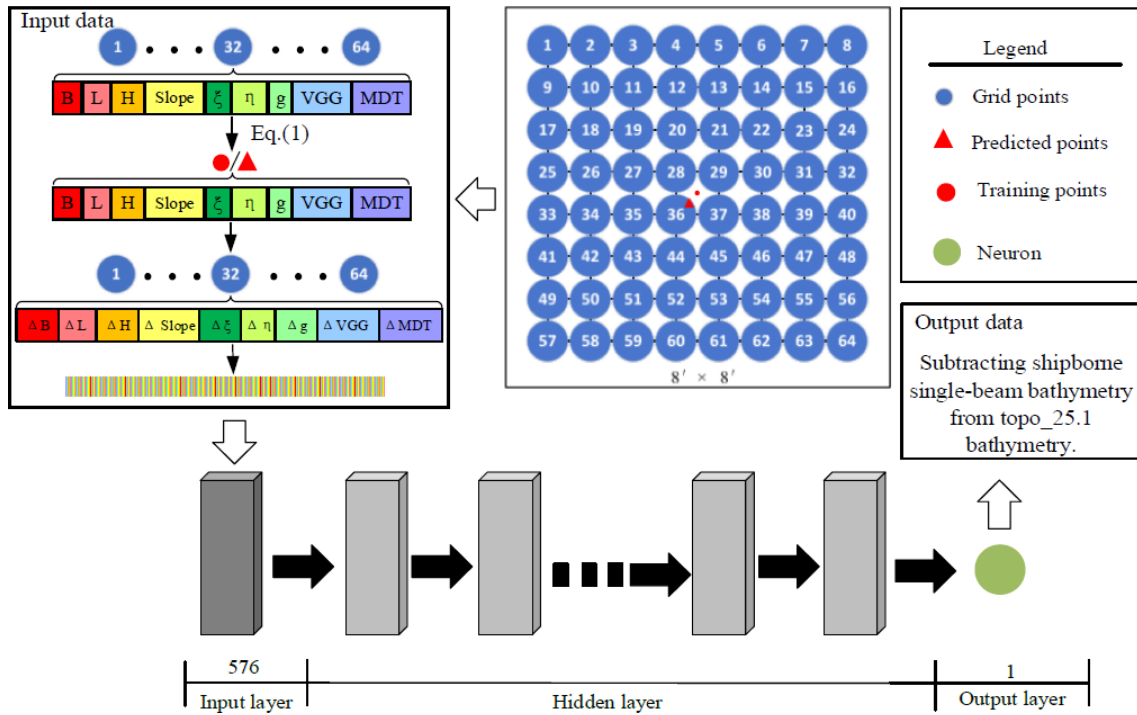 Input data
1 • • • 32 • • • 64
B L H Slope ξ η g VGG MDT
Eq.(1)
/
B L H Slope ξ η g VGG MDT
1 • • • 32 • • • 64
Δ B Δ L Δ H Δ Slope Δ ξ Δ η Δ g Δ VGG Δ MDT
1 2 3 4 5 6 7 8
9 10 11 12 13 14 15 16
17 18 19 20 21 22 23 24
25 26 27 28 29 30 31 32
33 34 35 36 37 38 39 40
41 42 43 44 45 46 47 48
49 50 51 52 53 54 55 56
57 58 59 60 61 62 63 64
8′ × 8′
Legend
Grid points
Predicted points
Training points
Neuron
Output data
Subtracting shipborne
single-beam bathymetry
from topo_25.1
bathymetry.
576
1
Input layer
Hidden layer
Output layer